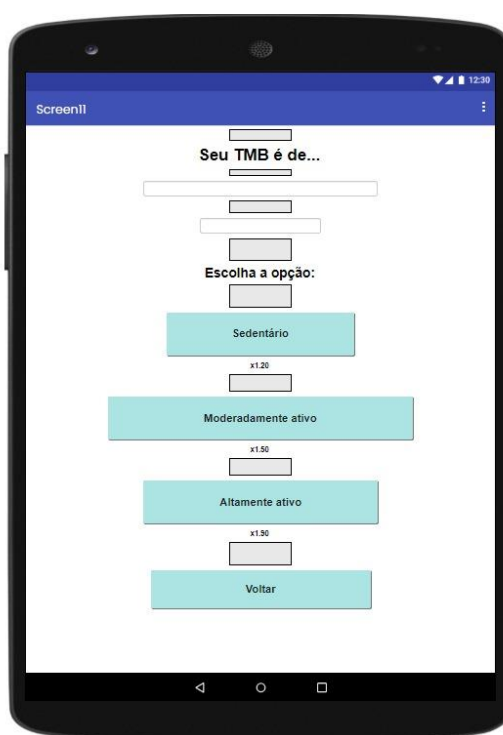 12:30
Screen11
Seu TMB é de...
Escolha a opção:
Sedentário
x1.20
Moderadamente ativo
x1.50
Altamente ativo
x1.90
Voltar